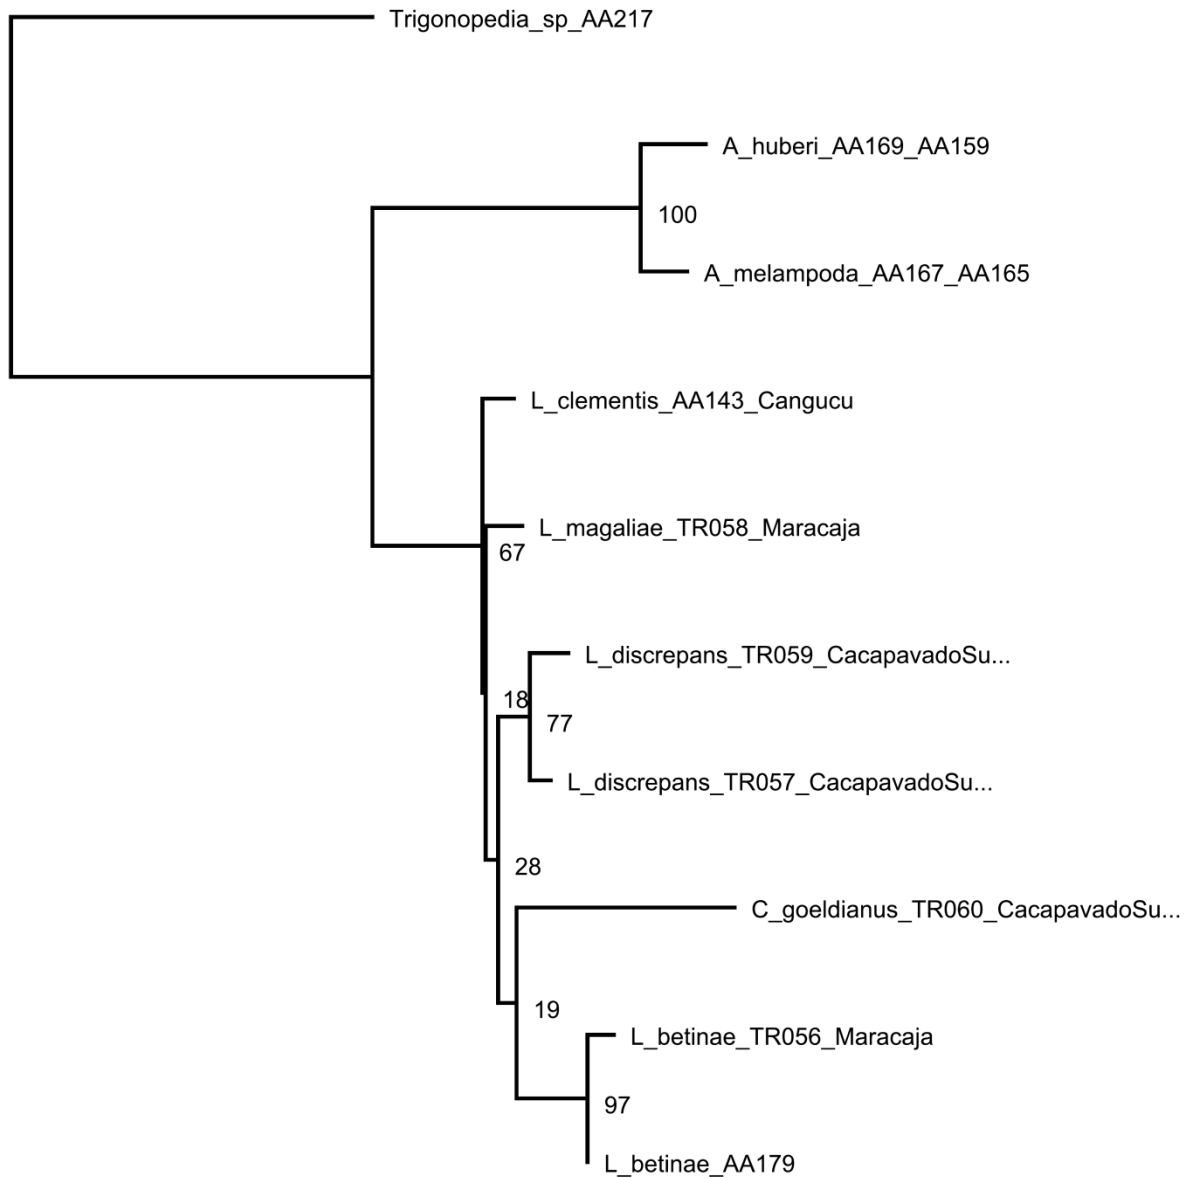 Trigonopedia_sp_AA217
A_huberi_AA169_AA159
100
A_melampoda_AA167_AA165
L_clementis_AA143_Cangucu
L_magaliae_TR058_Maracaja
67
L_discrepans_TR059_CacapavadoSu...
18
77
L_discrepans_TR057_CacapavadoSu...
28
C_goeldianus_TR060_CacapavadoSu...
19
L_betinae_TR056_Maracaja
97
L_betinae_AA179